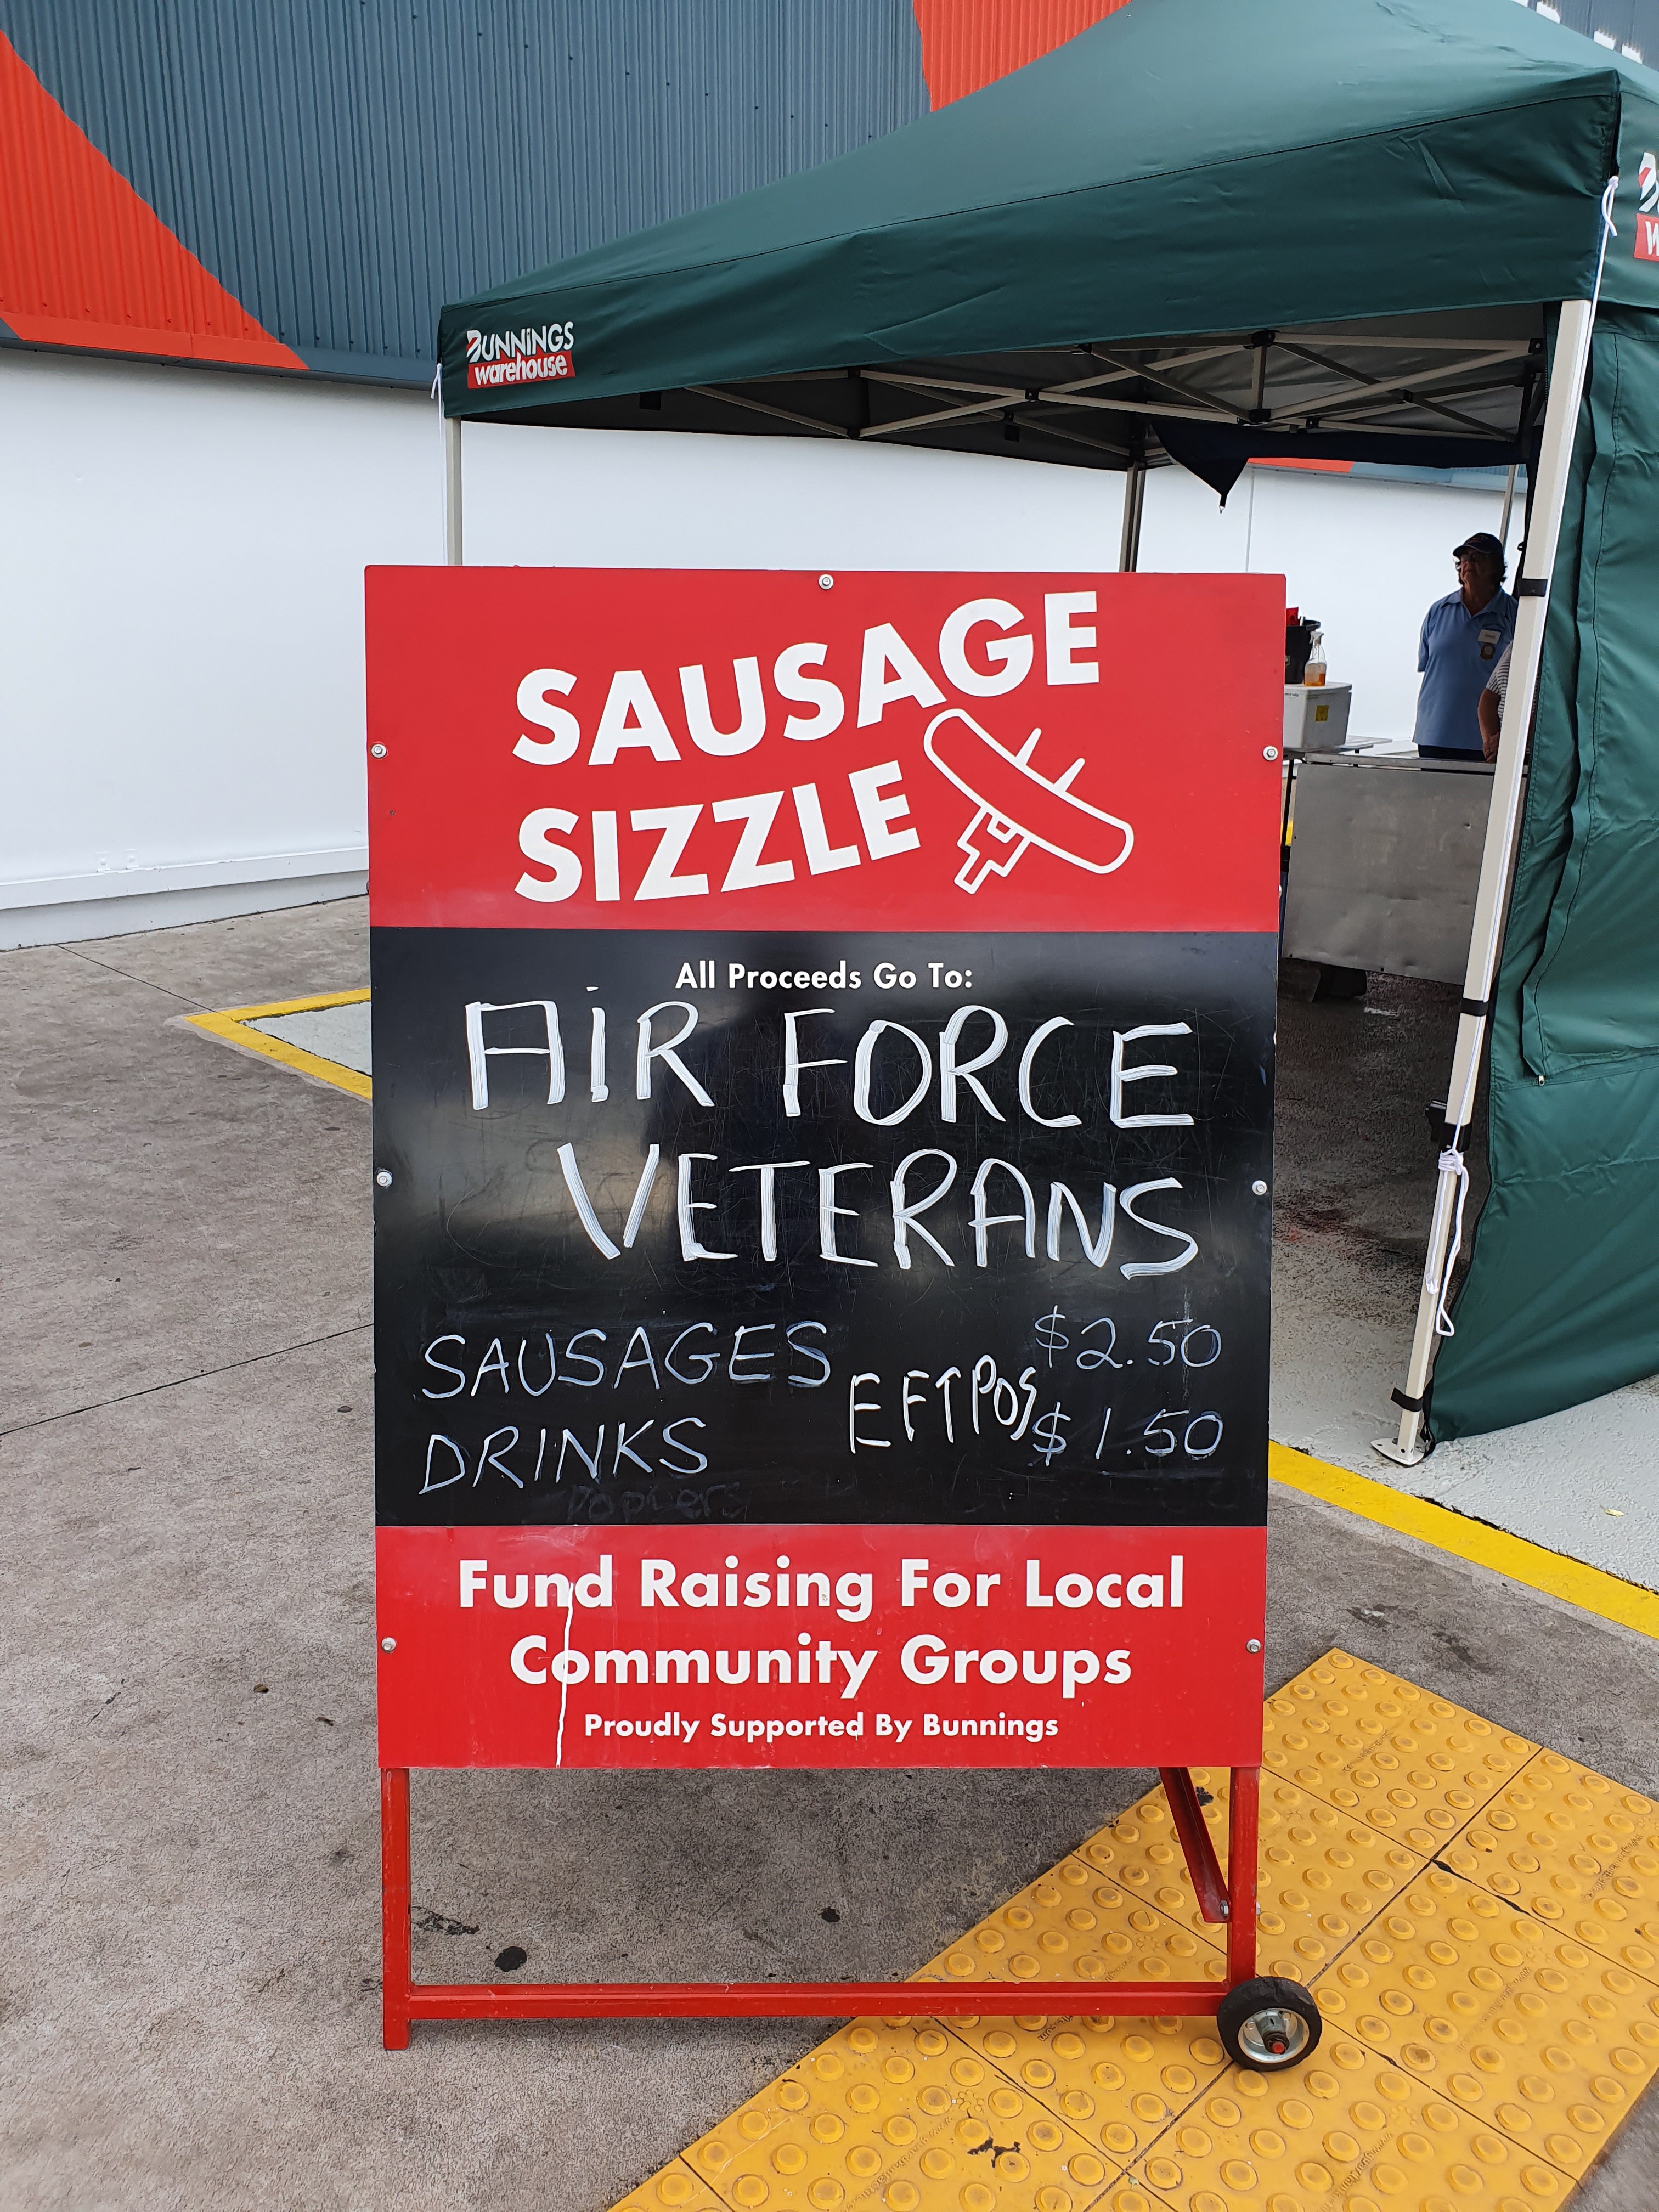 BUNNINGS
warehouse
SAUSAGE
SIZZLE
All Proceeds Go To:
AIR FORCE
VETERANS
SAUSAGES EFTPOS $2.50
DRINKS $1.50
Fund Raising For Local
Community Groups
Proudly Supported By Bunnings